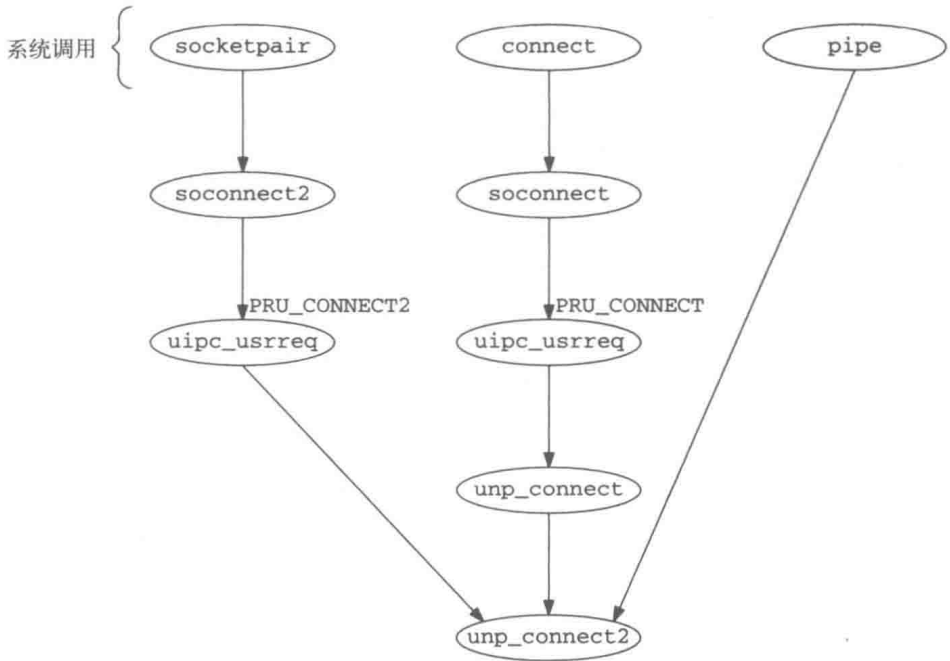 系统调用
socketpair
connect
pipe
soconnect2
soconnect
PRU_CONNECT2
PRU_CONNECT
uipc_usrreq
uipc_usrreq
unp_connect
unp_connect2